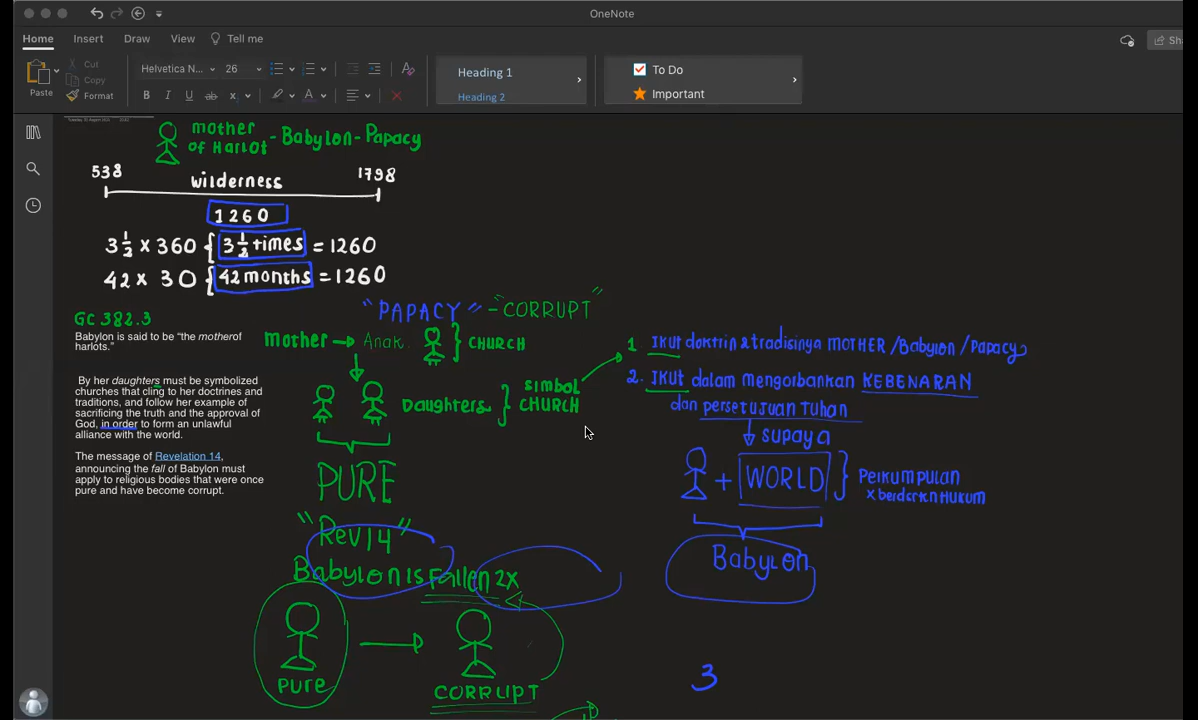 OneNote
Home Insert Draw View Tell me
Sha
Paste
Cut
Copy
Format
Helvetica N... 26
B I U ab x A
Heading 1
Heading 2
To Do
Important
mother
of Harlot - Babylon - Papacy
538 wilderness 1798
1260
3 1/2 x 360 { 3 1/2 times = 1260
42 x 30 { 42 months = 1260
GC 382.3
Babylon is said to be “the motherof
harlots.”
By her daughters must be symbolized
churches that cling to her doctrines and
traditions, and follow her example of
sacrificing the truth and the approval of
God, in order to form an unlawful
alliance with the world.
The message of Revelation 14,
announcing the fall of Babylon must
apply to religious bodies that were once
pure and have become corrupt.
"PAPACY" - "CORRUPT"
mother → Anak } CHURCH
Daughters } simbol
CHURCH
PURE
"Rev14"
Babylon is Fallen 2x
Pure
CORRUPT
1 IKUT doktrin & tradisinya MOTHER /Babylon /Papacy
2. IKUT dalam mengorbankan KEBENARAN
dan persetujuan TUHAN
supaya
+ WORLD } Perkumpulan
x berdarkan HUKUM
Babylon
3